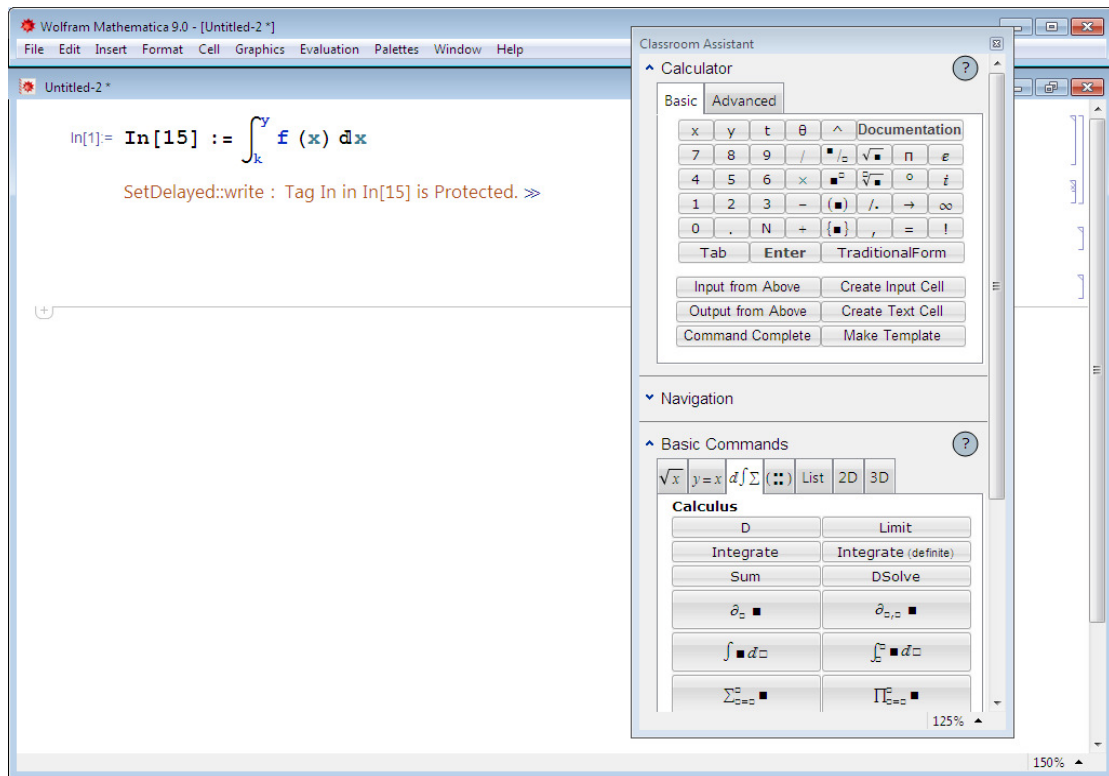 Wolfram Mathematica 9.0 - [Untitled-2 *]
File Edit Insert Format Cell Graphics Evaluation Palettes Window Help
Untitled-2 *
In[1]:= In[15] := ∫_k^y f (x) ⅆx
SetDelayed::write : Tag In in In[15] is Protected. ≫
150%
Classroom Assistant
Calculator
?
Basic Advanced
x y t θ ^ Documentation
7 8 9 / ■/□ √■ π ⅇ
4 5 6 × ■^□ □√■ ° ⅈ
1 2 3 − (■) /. → ∞
0 . N + {■} , = !
Tab Enter TraditionalForm
Input from Above Create Input Cell
Output from Above Create Text Cell
Command Complete Make Template
Navigation
Basic Commands
?
√x y=x d∫Σ (::) List 2D 3D
Calculus
D Limit
Integrate Integrate (definite)
Sum DSolve
∂□ ■ ∂□,□ ■
∫■ⅆ□ ∫_□^□ ■ⅆ□
∑_□=□^□ ■ ∏_□=□^□ ■
125%